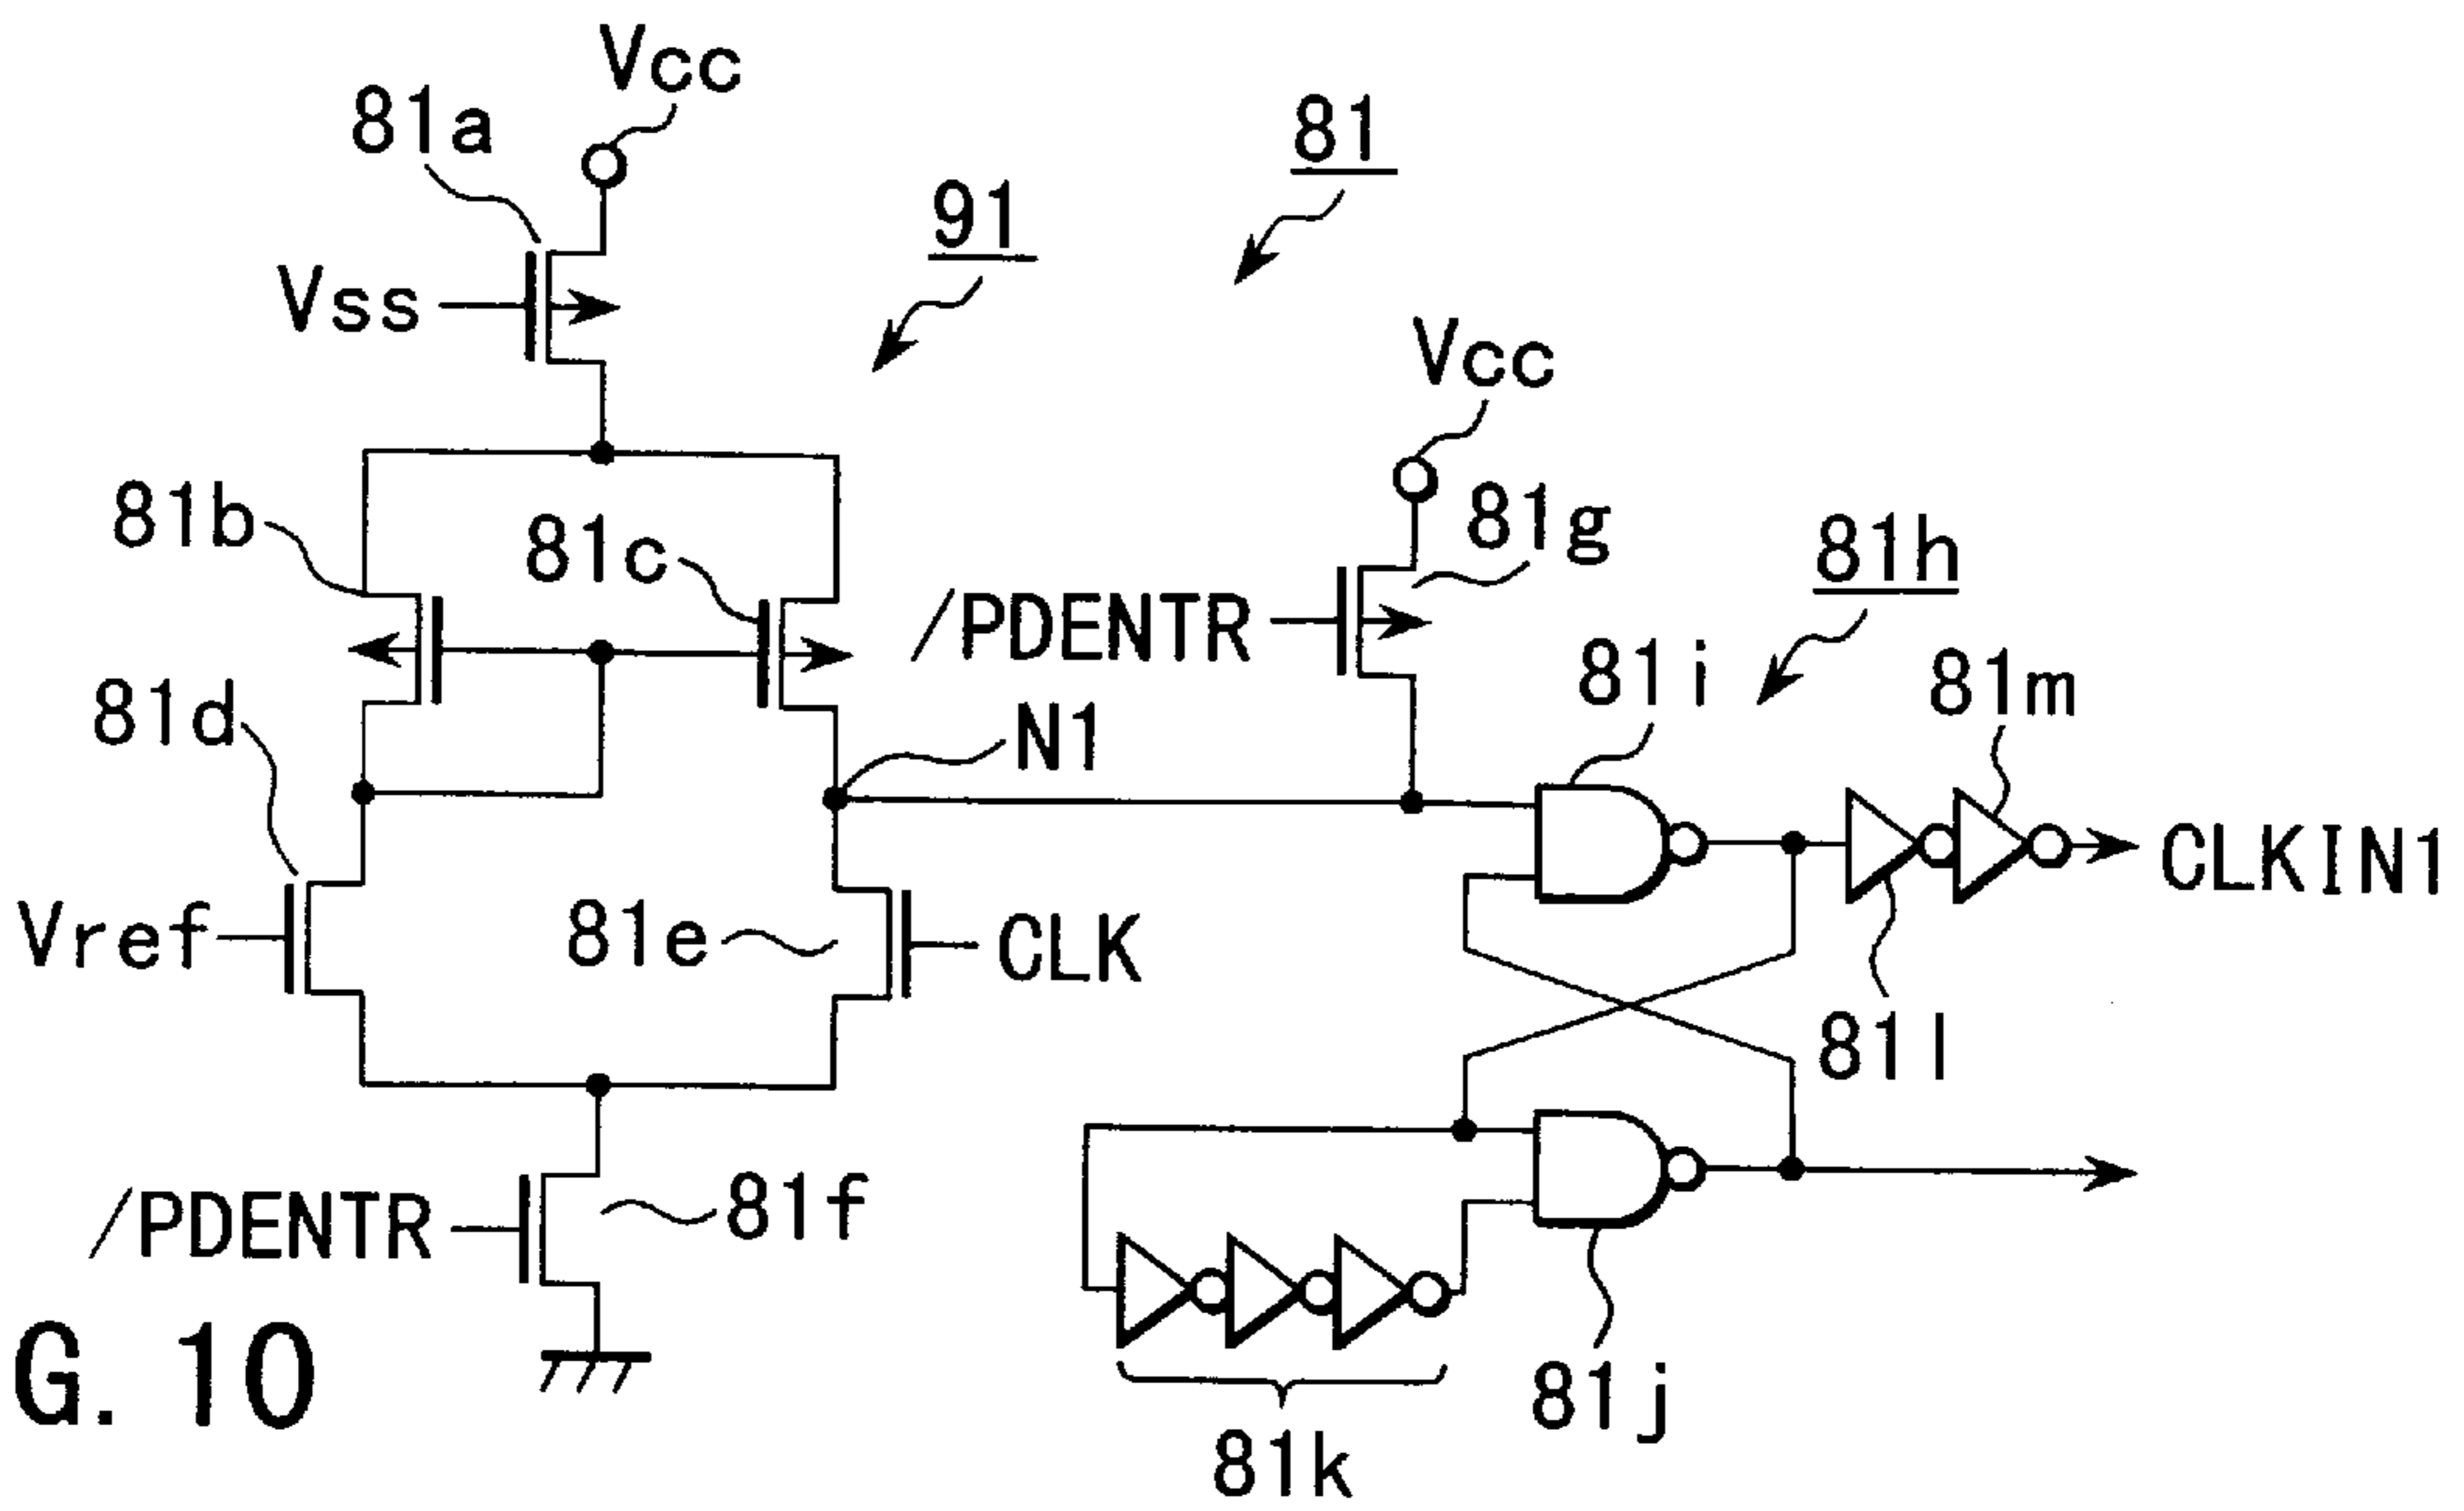 Vcc
81a
81
91
Vss
Vcc
81b
81c
81g
81h
/PDENTR
81i
81m
81d
N1
CLKIN1
Vref
81e
CLK
81l
/PDENTR
81f
81j
81k
G. 10